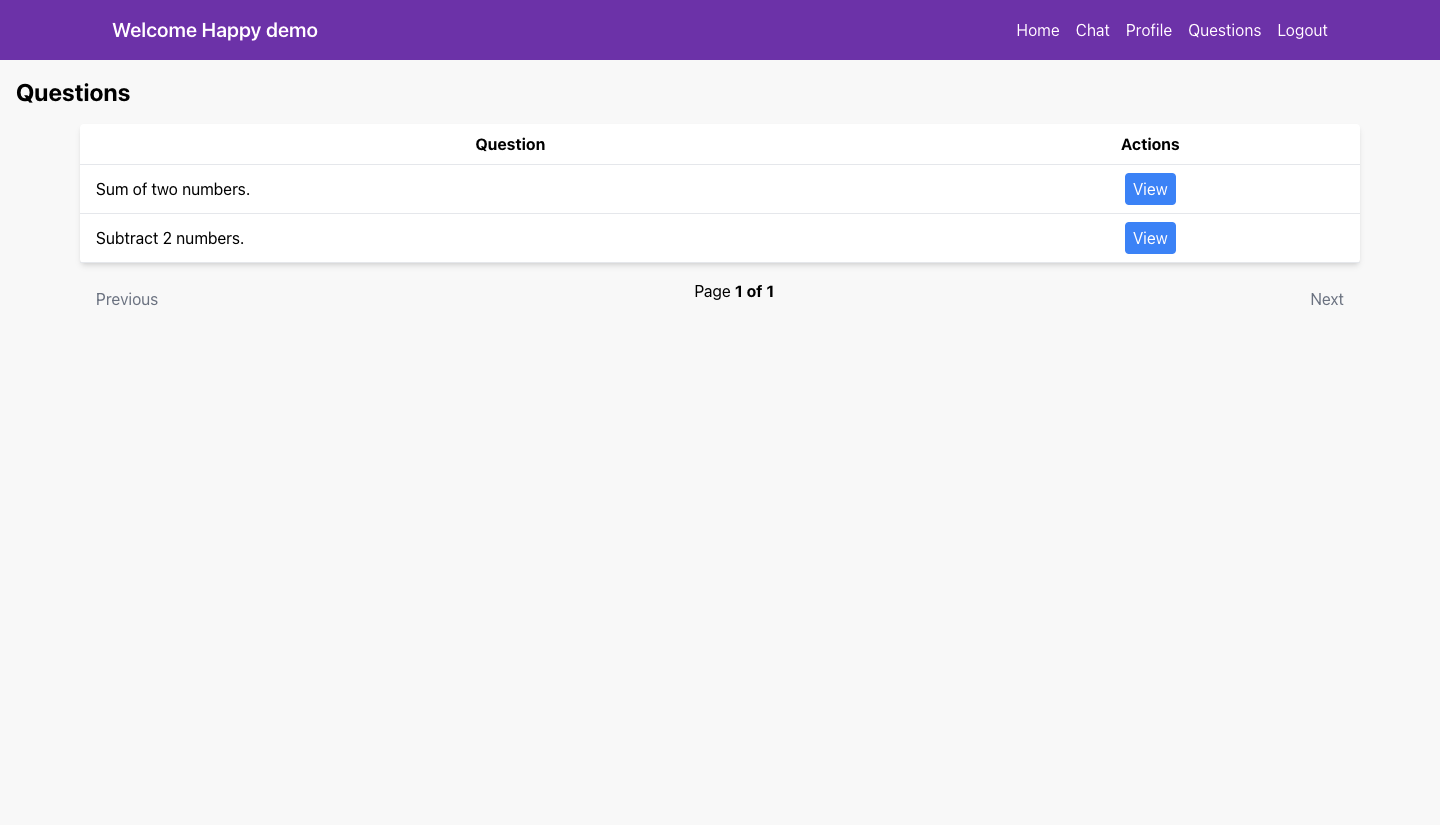 Welcome Happy demo Home Chat Profile Questions Logout
Questions
Question Actions
Sum of two numbers. View
Subtract 2 numbers. View
Previous Page 1 of 1 Next